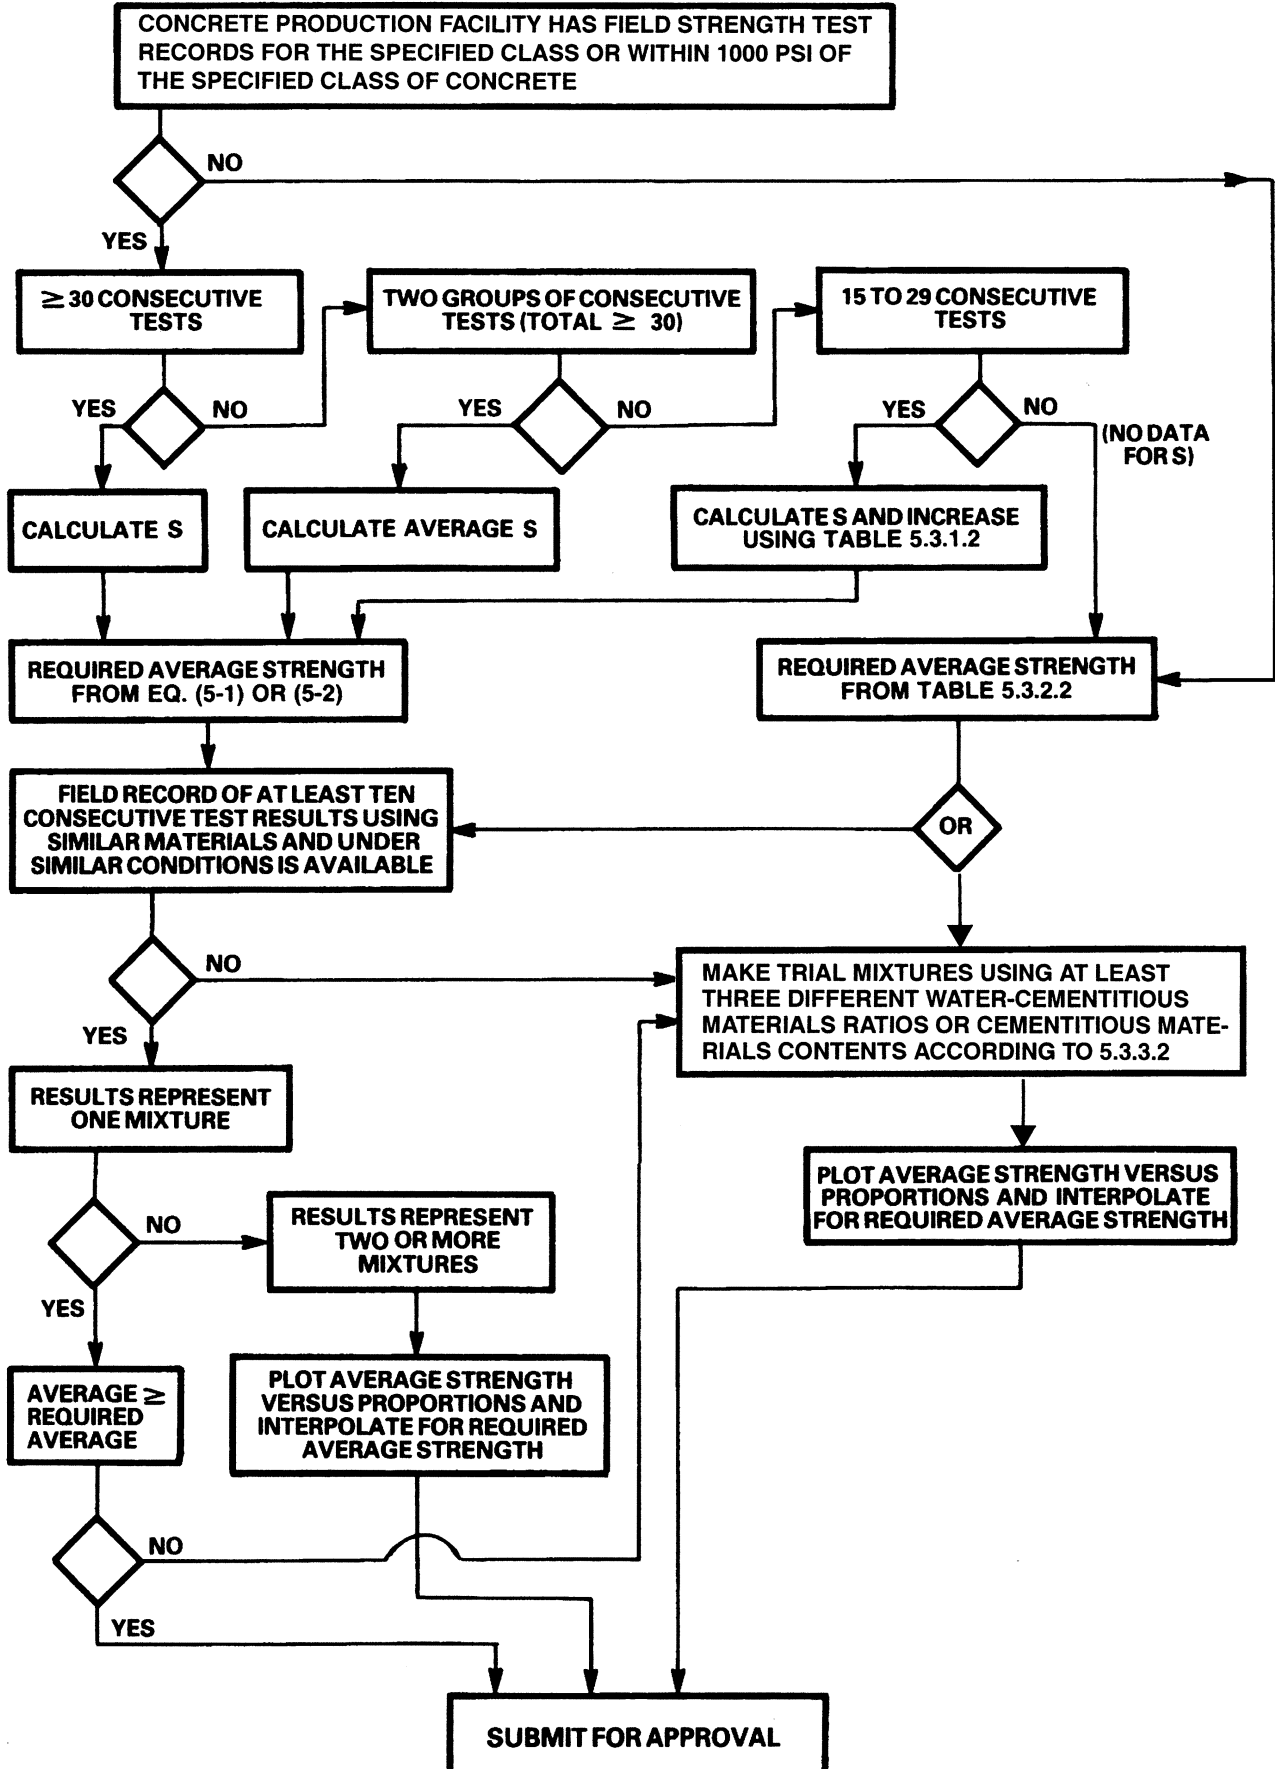 CONCRETE PRODUCTION FACILITY HAS FIELD STRENGTH TEST
RECORDS FOR THE SPECIFIED CLASS OR WITHIN 1000 PSI OF
THE SPECIFIED CLASS OF CONCRETE
NO
YES
≥ 30 CONSECUTIVE
TESTS
TWO GROUPS OF CONSECUTIVE
TESTS (TOTAL ≥ 30)
15 TO 29 CONSECUTIVE
TESTS
YES
NO
YES
NO
YES
NO
(NO DATA
FOR S)
CALCULATE S
CALCULATE AVERAGE S
CALCULATE S AND INCREASE
USING TABLE 5.3.1.2
REQUIRED AVERAGE STRENGTH
FROM EQ. (5-1) OR (5-2)
REQUIRED AVERAGE STRENGTH
FROM TABLE 5.3.2.2
FIELD RECORD OF AT LEAST TEN
CONSECUTIVE TEST RESULTS USING
SIMILAR MATERIALS AND UNDER
SIMILAR CONDITIONS IS AVAILABLE
OR
NO
YES
MAKE TRIAL MIXTURES USING AT LEAST
THREE DIFFERENT WATER-CEMENTITIOUS
MATERIALS RATIOS OR CEMENTITIOUS MATE-
RIALS CONTENTS ACCORDING TO 5.3.3.2
RESULTS REPRESENT
ONE MIXTURE
PLOT AVERAGE STRENGTH VERSUS
PROPORTIONS AND INTERPOLATE
FOR REQUIRED AVERAGE STRENGTH
NO
YES
RESULTS REPRESENT
TWO OR MORE
MIXTURES
AVERAGE ≥
REQUIRED
AVERAGE
PLOT AVERAGE STRENGTH
VERSUS PROPORTIONS AND
INTERPOLATE FOR REQUIRED
AVERAGE STRENGTH
NO
YES
SUBMIT FOR APPROVAL